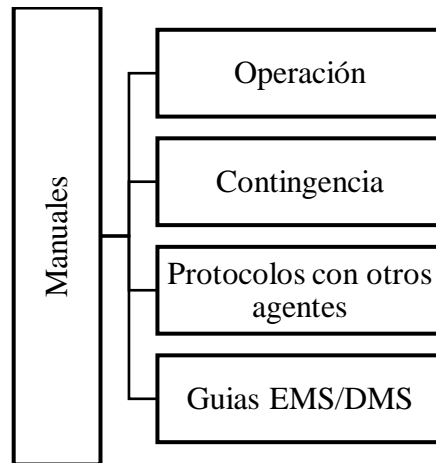 Manuales
Operación
Contingencia
Protocolos con otros
agentes
Guias EMS/DMS